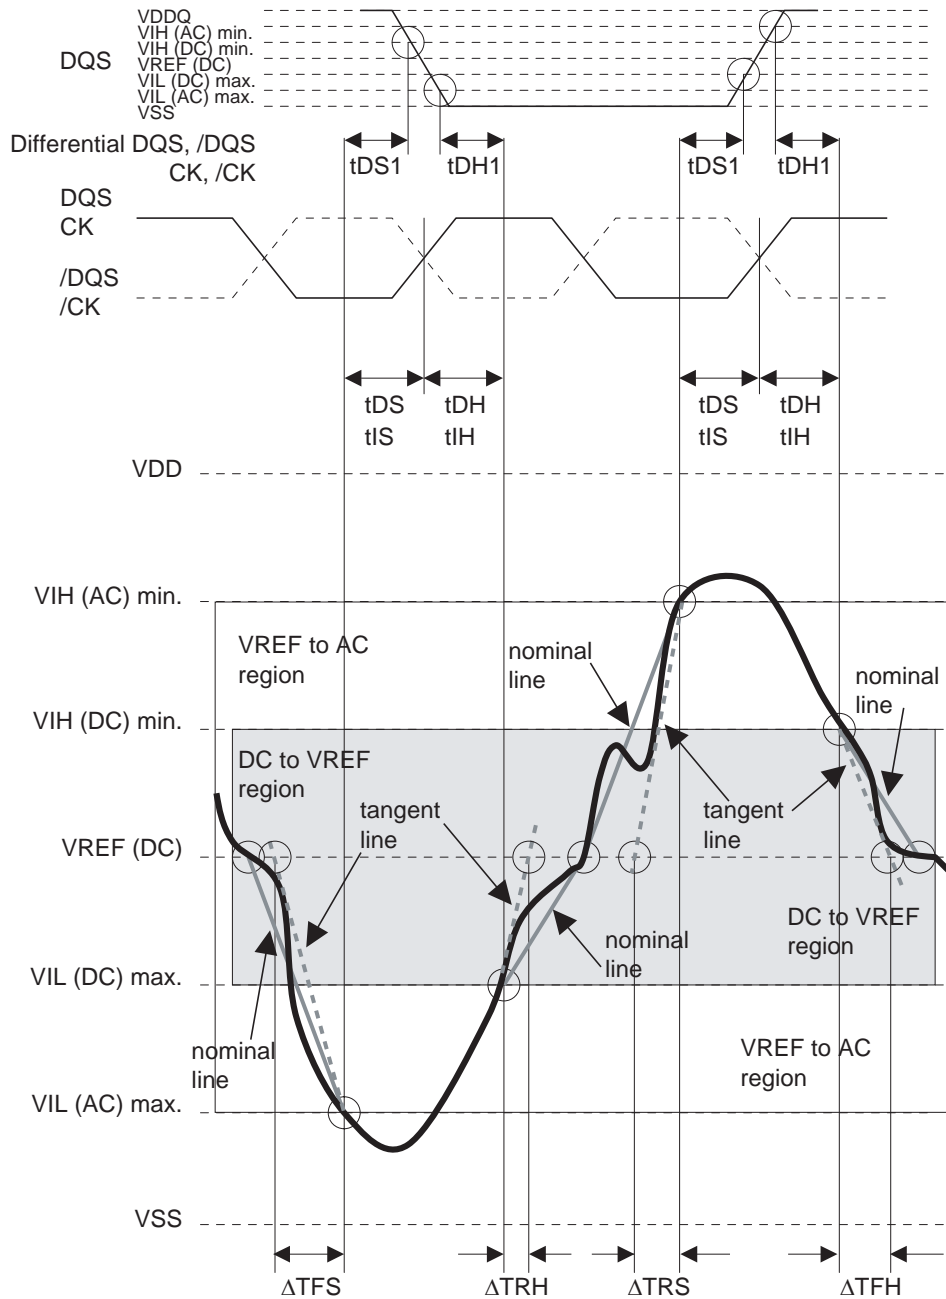 VDDQ
VIH (AC) min.
VIH (DC) min.
VREF (DC)
VIL (DC) max.
VIL (AC) max.
VSS
DQS
Differential DQS, /DQS
CK, /CK
tDS1
tDH1
tDS1
tDH1
DQS
CK
/DQS
/CK
tDS
tIS
tDH
tIH
tDS
tIS
tDH
tIH
VDD
VIH (AC) min.
VREF to AC
region
nominal
line
nominal
line
VIH (DC) min.
DC to VREF
region
tangent
line
tangent
line
VREF (DC)
nominal
line
DC to VREF
region
VIL (DC) max.
nominal
line
VREF to AC
region
VIL (AC) max.
VSS
ΔTFS
ΔTRH
ΔTRS
ΔTFH